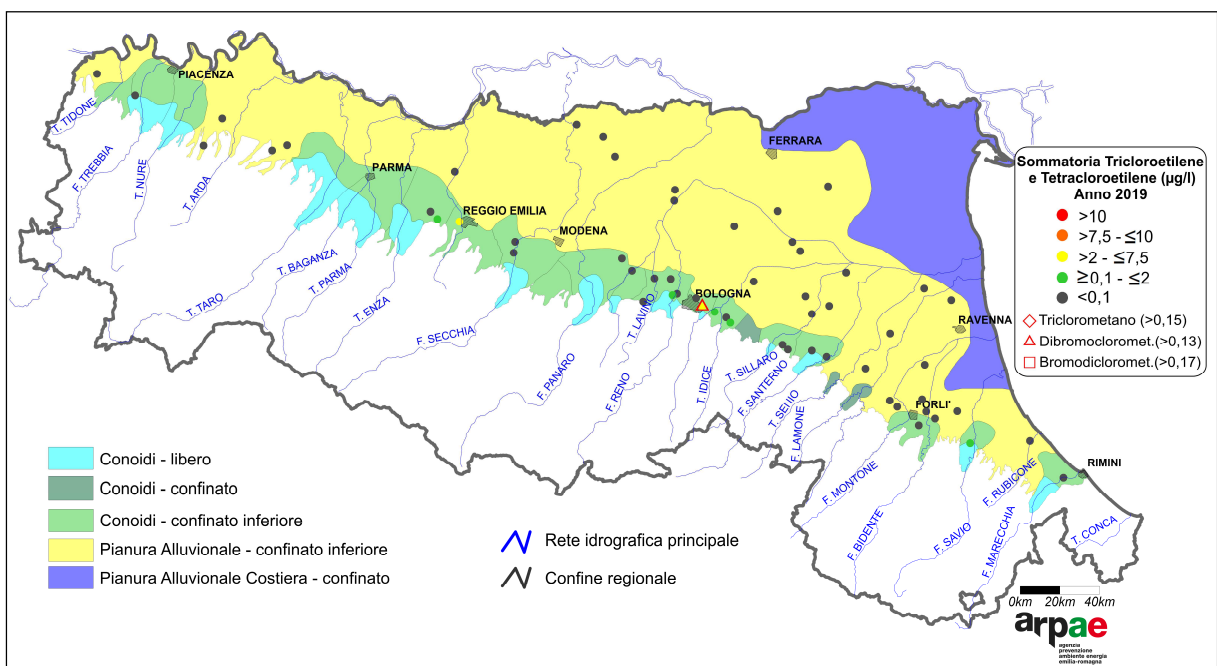 PIACENZA
T. TIDONE
F. TREBBIA
T. NURE
T. ARDA
PARMA
FERRARA
REGGIO EMILIA
MODENA
BOLOGNA
RAVENNA
FORLI'
RIMINI
T. TARO
T. BAGANZA
T. PARMA
T. ENZA
F. SECCHIA
F. PANARO
F. RENO
T. LAVINO
T. IDICE
T. SILLARO
F. SANTERNO
T. SENIO
F. LAMONE
F. MONTONE
F. BIDENTE
F. SAVIO
F. RUBICONE
F. MARECCHIA
T. CONCA
Sommatoria Tricloroetilene
e Tetracloroetilene (µg/l)
Anno 2019
>10
>7,5 - ≤10
>2 - ≤7,5
≥0,1 - ≤2
<0,1
Triclorometano (>0,15)
Dibromocloromet.(>0,13)
Bromodicloromet.(>0,17)
Conoidi - libero
Conoidi - confinato
Conoidi - confinato inferiore
Pianura Alluvionale - confinato inferiore
Pianura Alluvionale Costiera - confinato
Rete idrografica principale
Confine regionale
0km 20km 40km
arpae
agenzia
prevenzione
ambiente energia
emilia-romagna